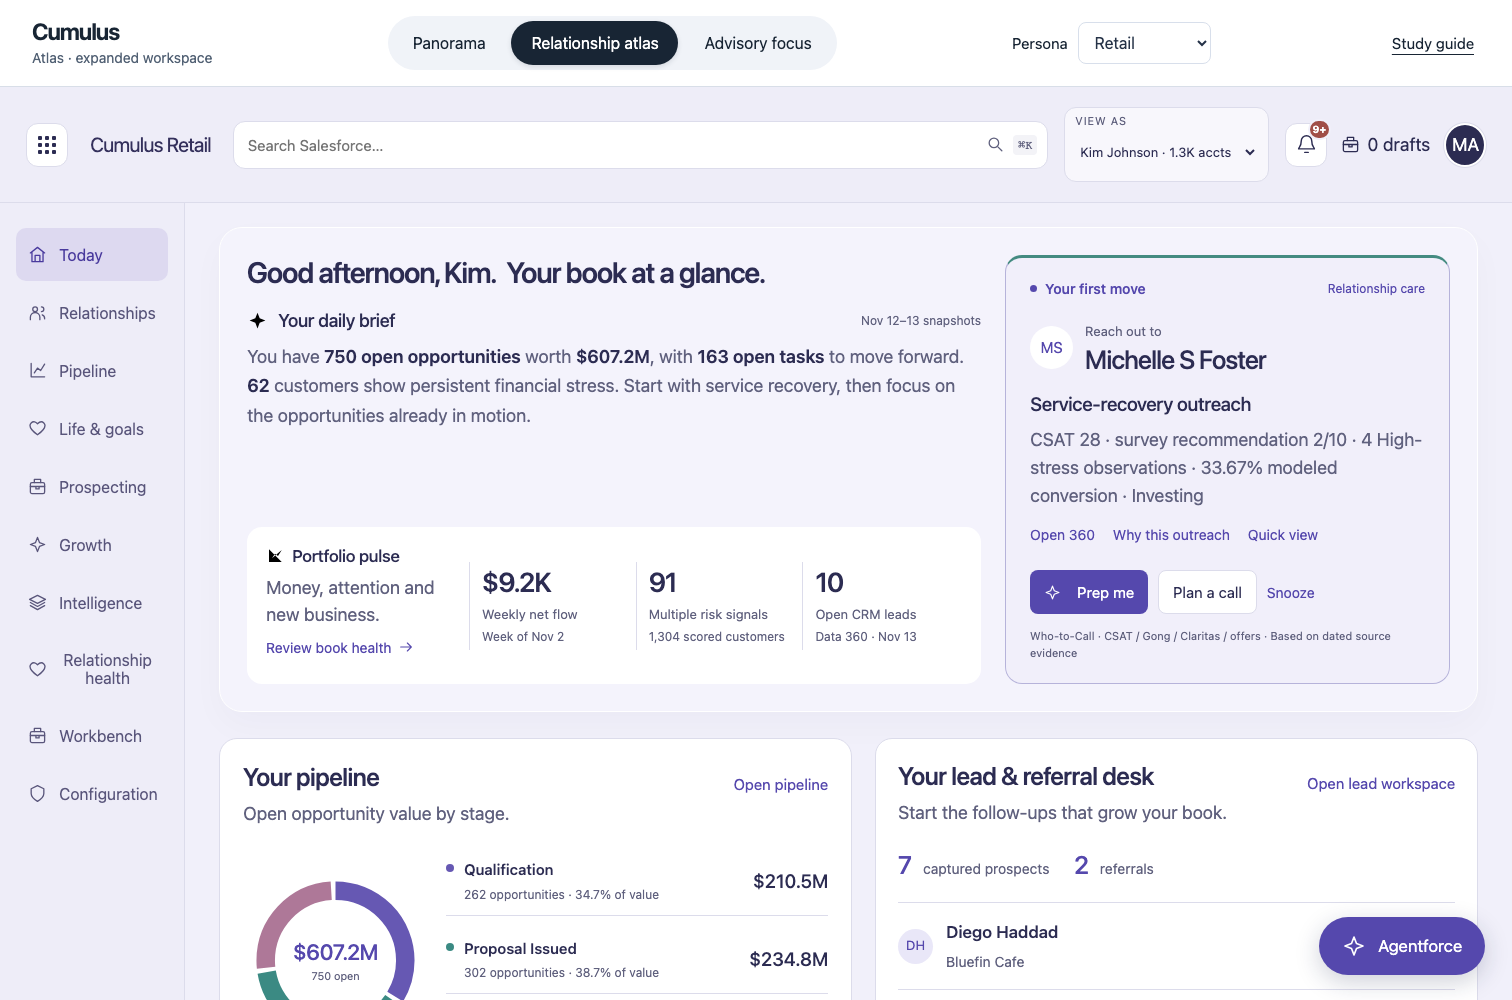 Cumulus
Atlas · expanded workspace
Panorama
Relationship atlas
Advisory focus
Persona
Retail
Study guide
Cumulus Retail
Search Salesforce...
⌘K
VIEW AS
Kim Johnson · 1.3K accts
9+
0 drafts
MA
Today
Relationships
Pipeline
Life & goals
Prospecting
Growth
Intelligence
Relationship
health
Workbench
Configuration
Good afternoon, Kim. Your book at a glance.
Your daily brief
Nov 12–13 snapshots
You have 750 open opportunities worth $607.2M, with 163 open tasks to move forward.
62 customers show persistent financial stress. Start with service recovery, then focus on
the opportunities already in motion.
Portfolio pulse
Money, attention and
new business.
Review book health
$9.2K
Weekly net flow
Week of Nov 2
91
Multiple risk signals
1,304 scored customers
10
Open CRM leads
Data 360 · Nov 13
Your first move
Relationship care
MS
Reach out to
Michelle S Foster
Service-recovery outreach
CSAT 28 · survey recommendation 2/10 · 4 High-
stress observations · 33.67% modeled
conversion · Investing
Open 360
Why this outreach
Quick view
Prep me
Plan a call
Snooze
Who-to-Call · CSAT / Gong / Claritas / offers · Based on dated source
evidence
Your pipeline
Open pipeline
Open opportunity value by stage.
$607.2M
750 open
Qualification
262 opportunities · 34.7% of value
$210.5M
Proposal Issued
302 opportunities · 38.7% of value
$234.8M
Your lead & referral desk
Open lead workspace
Start the follow-ups that grow your book.
7 captured prospects
2 referrals
DH
Diego Haddad
Bluefin Cafe
Agentforce